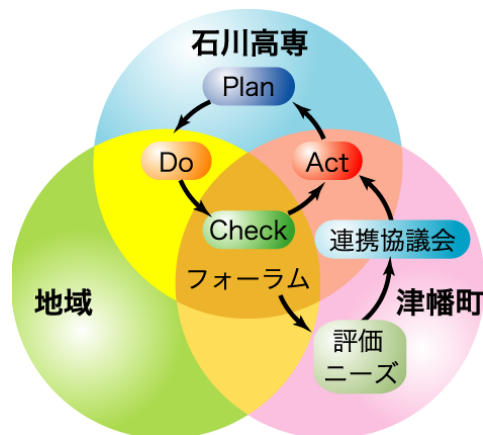 石川高専
Plan
Do
Act
Check
連携協議会
フォーラム
地域
津幡町
評価
ニーズ